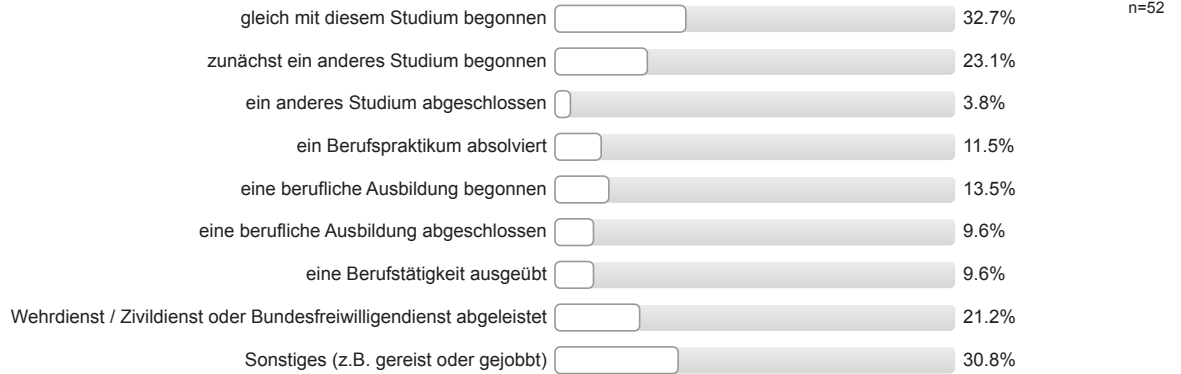 gleich mit diesem Studium begonnen 32.7% n=52
zunächst ein anderes Studium begonnen 23.1%
ein anderes Studium abgeschlossen 3.8%
ein Berufspraktikum absolviert 11.5%
eine berufliche Ausbildung begonnen 13.5%
eine berufliche Ausbildung abgeschlossen 9.6%
eine Berufstätigkeit ausgeübt 9.6%
Wehrdienst / Zivildienst oder Bundesfreiwilligendienst abgeleistet 21.2%
Sonstiges (z.B. gereist oder gejobbt) 30.8%